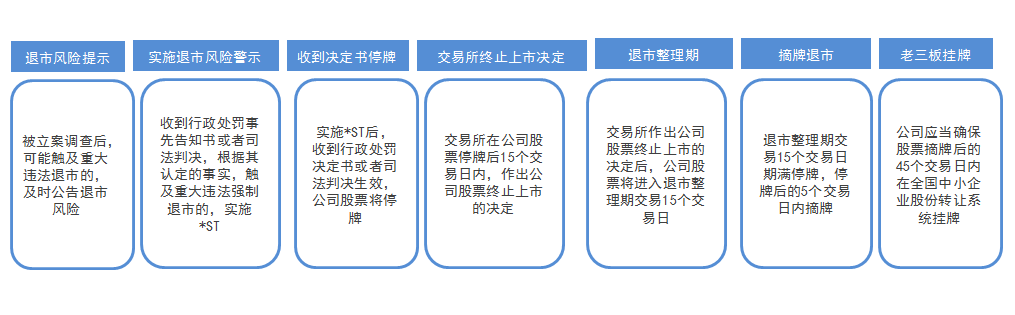 退市风险提示
实施退市风险警示
收到决定书停牌
交易所终止上市决定
退市整理期
摘牌退市
老三板挂牌
被立案调查后，
可能触及重大
违法退市的，
及时公告退市
风险
收到行政处罚事
先告知书或者司
法判决，根据其
认定的事实，触
及重大违法强制
退市的，实施
*ST
实施*ST后，
收到行政处罚
决定书或者司
法判决生效，
公司股票将停
牌
交易所在公司股
票停牌后15个交
易日内，作出公
司股票终止上市
的决定
交易所作出公司
股票终止上市的
决定后，公司股
票将进入退市整
理期交易15个交
易日
退市整理期交
易15个交易日
期满停牌，停
牌后的5个交易
日内摘牌
公司应当确保
股票摘牌后的
45个交易日内
在全国中小企
业股份转让系
统挂牌